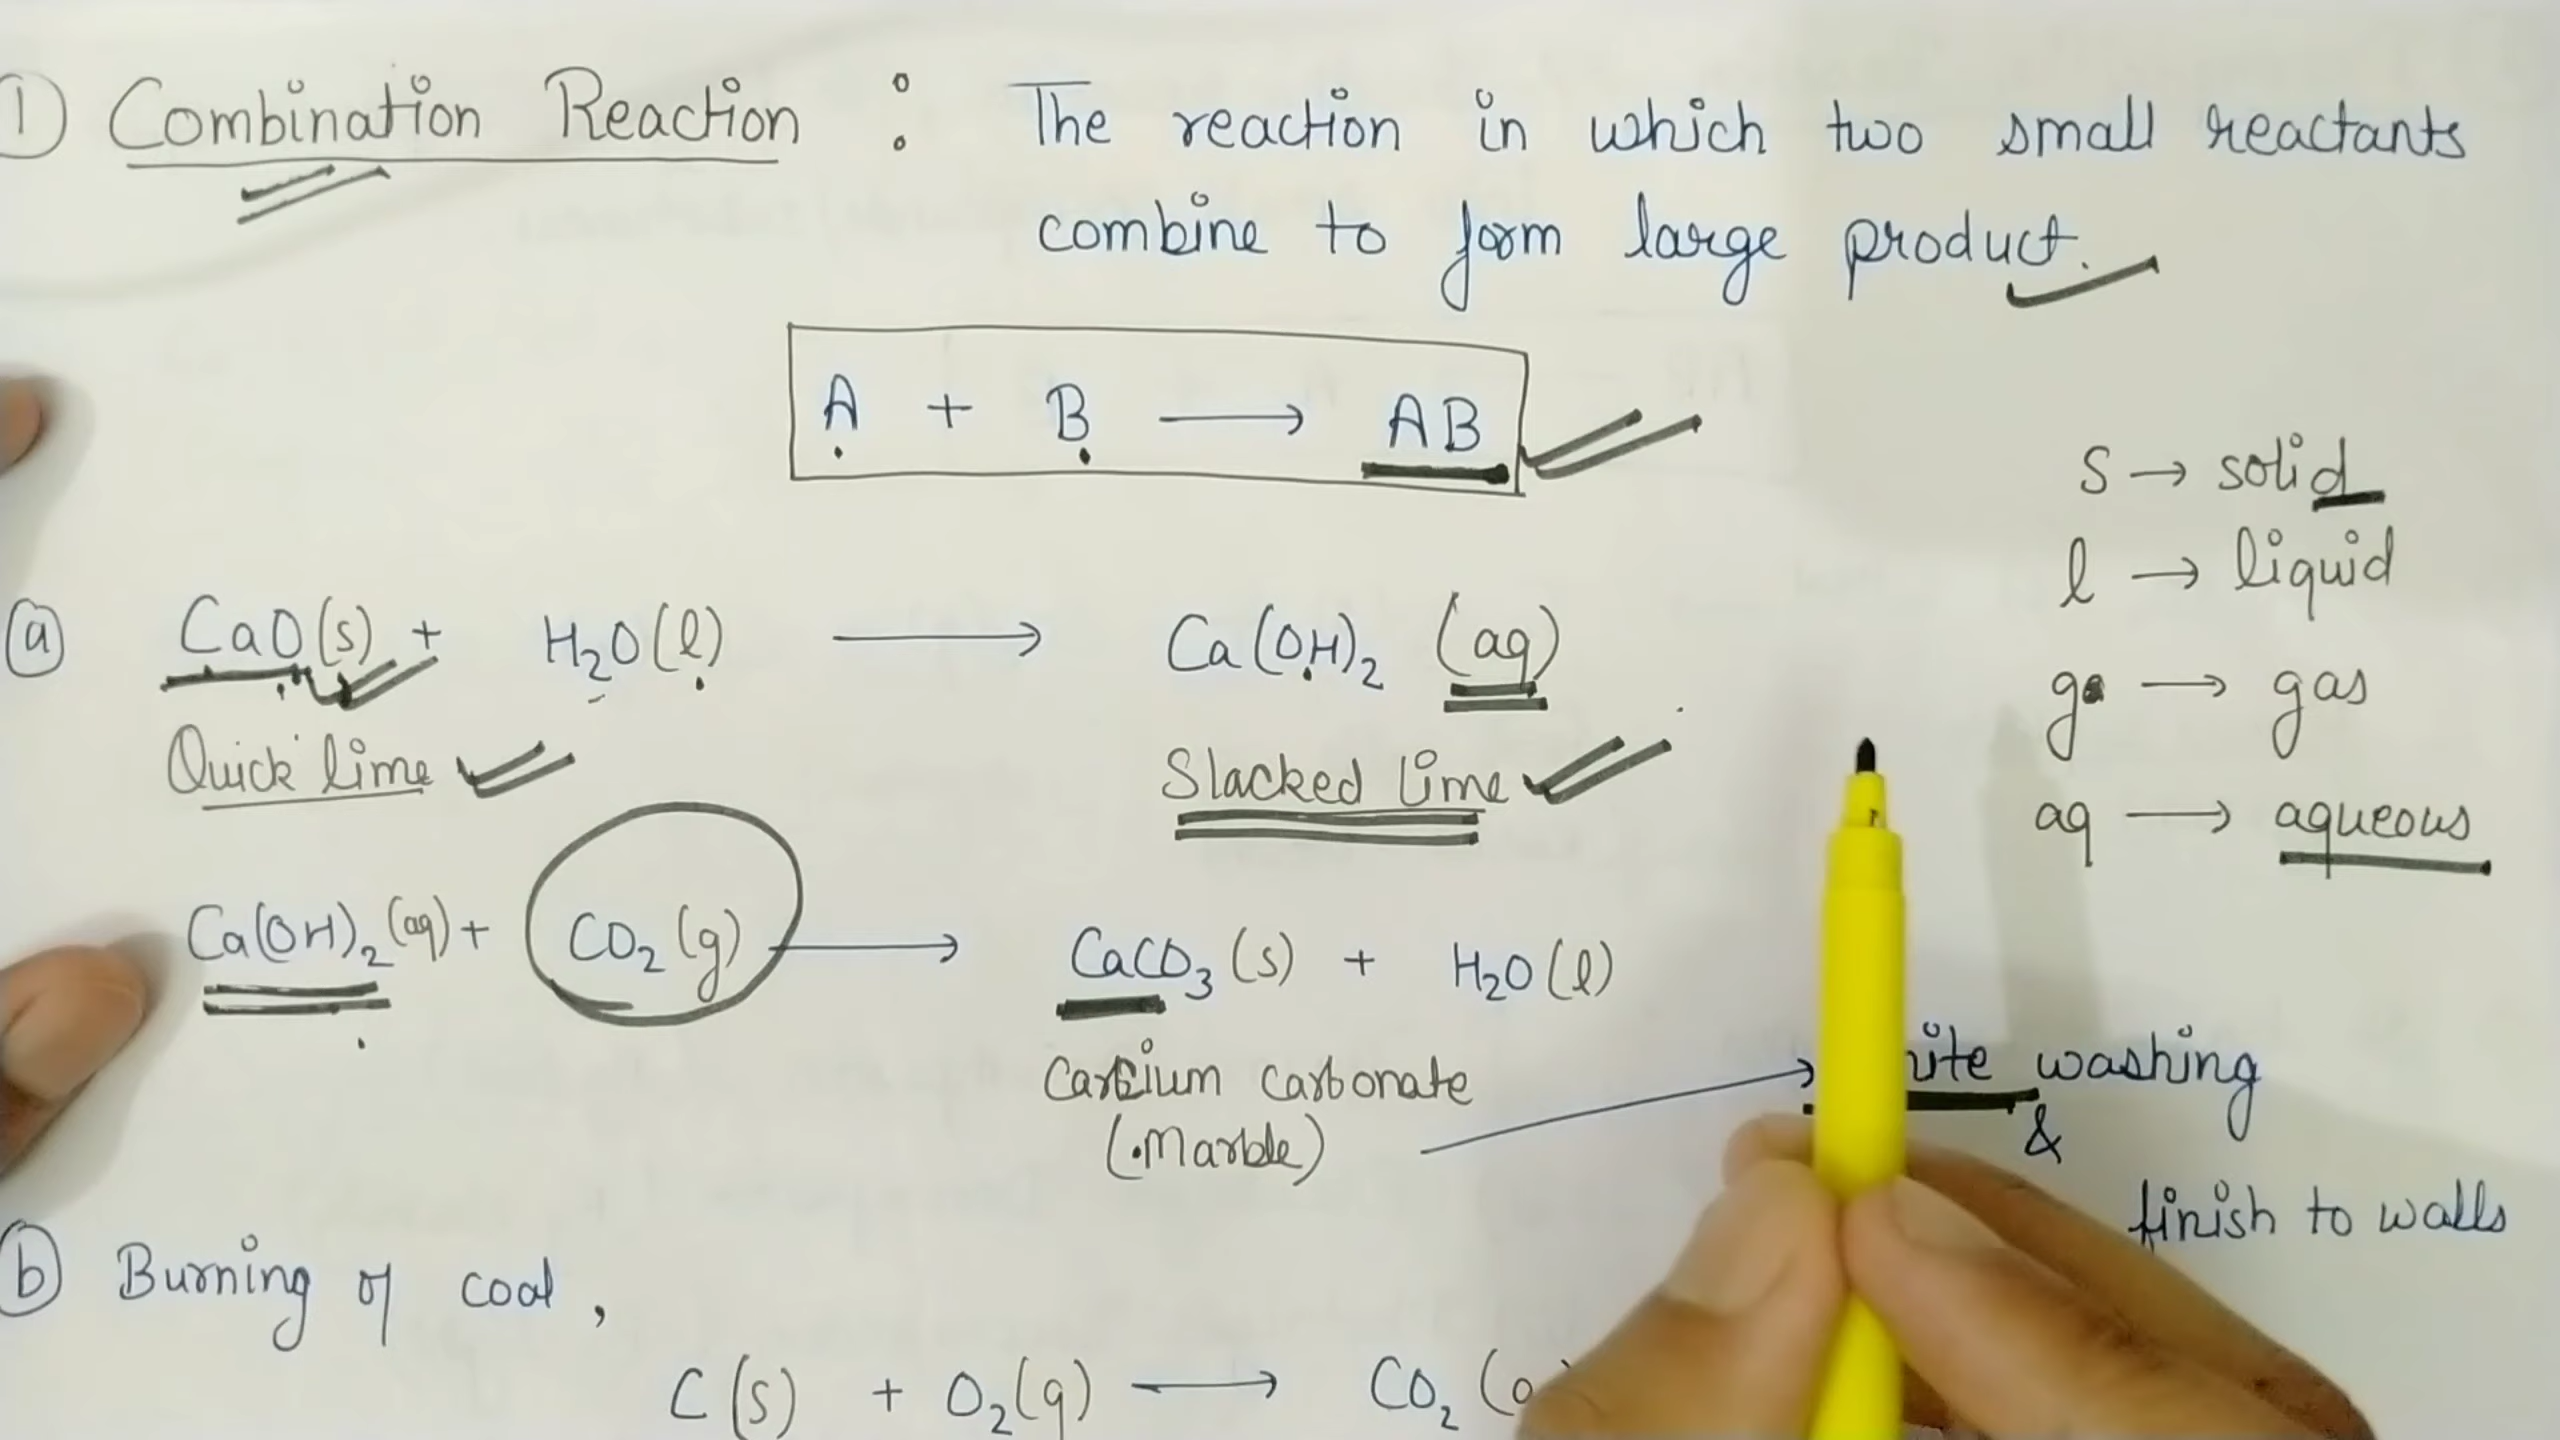 ① Combination Reaction : The reaction in which two small reactants
combine to form large product.
A + B ⟶ AB
S → solid
l → liquid
g → gas
aq → aqueous
ⓐ CaO(s) + H₂O(l) ⟶ Ca(OH)₂ (aq)
Quick lime Slacked lime
Ca(OH)₂(aq) + CO₂(g) ⟶ CaCO₃(s) + H₂O(l)
carbonate
(Marble) → washing
&
finish to walls
ⓑ Burning of coal,
C(s) + O₂(g) ⟶ CO₂